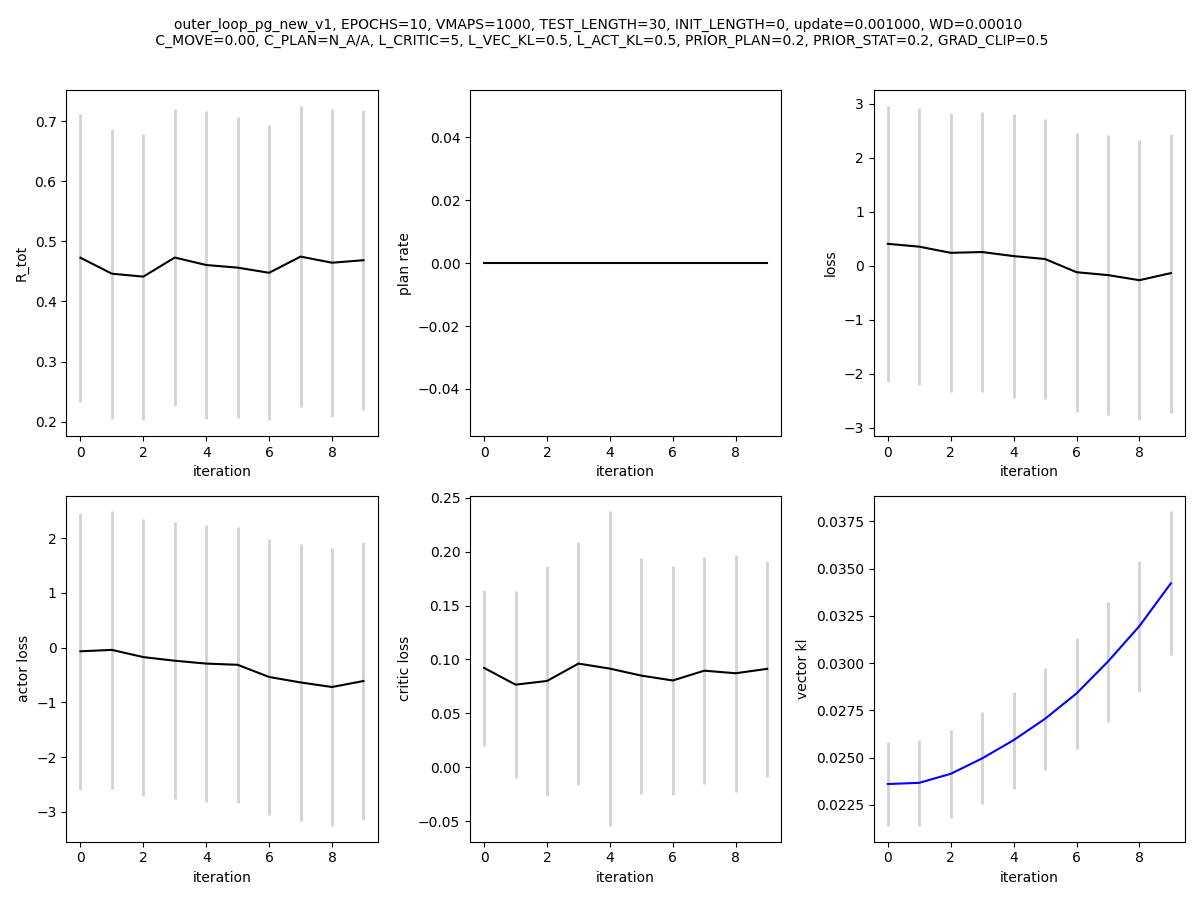 outer_loop_pg_new_v1, EPOCHS=10, VMAPS=1000, TEST_LENGTH=30, INIT_LENGTH=0, update=0.001000, WD=0.00010
C_MOVE=0.00, C_PLAN=N_A/A, L_CRITIC=5, L_VEC_KL=0.5, L_ACT_KL=0.5, PRIOR_PLAN=0.2, PRIOR_STAT=0.2, GRAD_CLIP=0.5
R_tot
0.7
0.6
0.5
0.4
0.3
0.2
0 2 4 6 8
iteration
plan rate
0.04
0.02
0.00
−0.02
−0.04
0 2 4 6 8
iteration
loss
3
2
1
0
−1
−2
−3
0 2 4 6 8
iteration
actor loss
2
1
0
−1
−2
−3
0 2 4 6 8
iteration
critic loss
0.25
0.20
0.15
0.10
0.05
0.00
−0.05
0 2 4 6 8
iteration
vector kl
0.0375
0.0350
0.0325
0.0300
0.0275
0.0250
0.0225
0 2 4 6 8
iteration